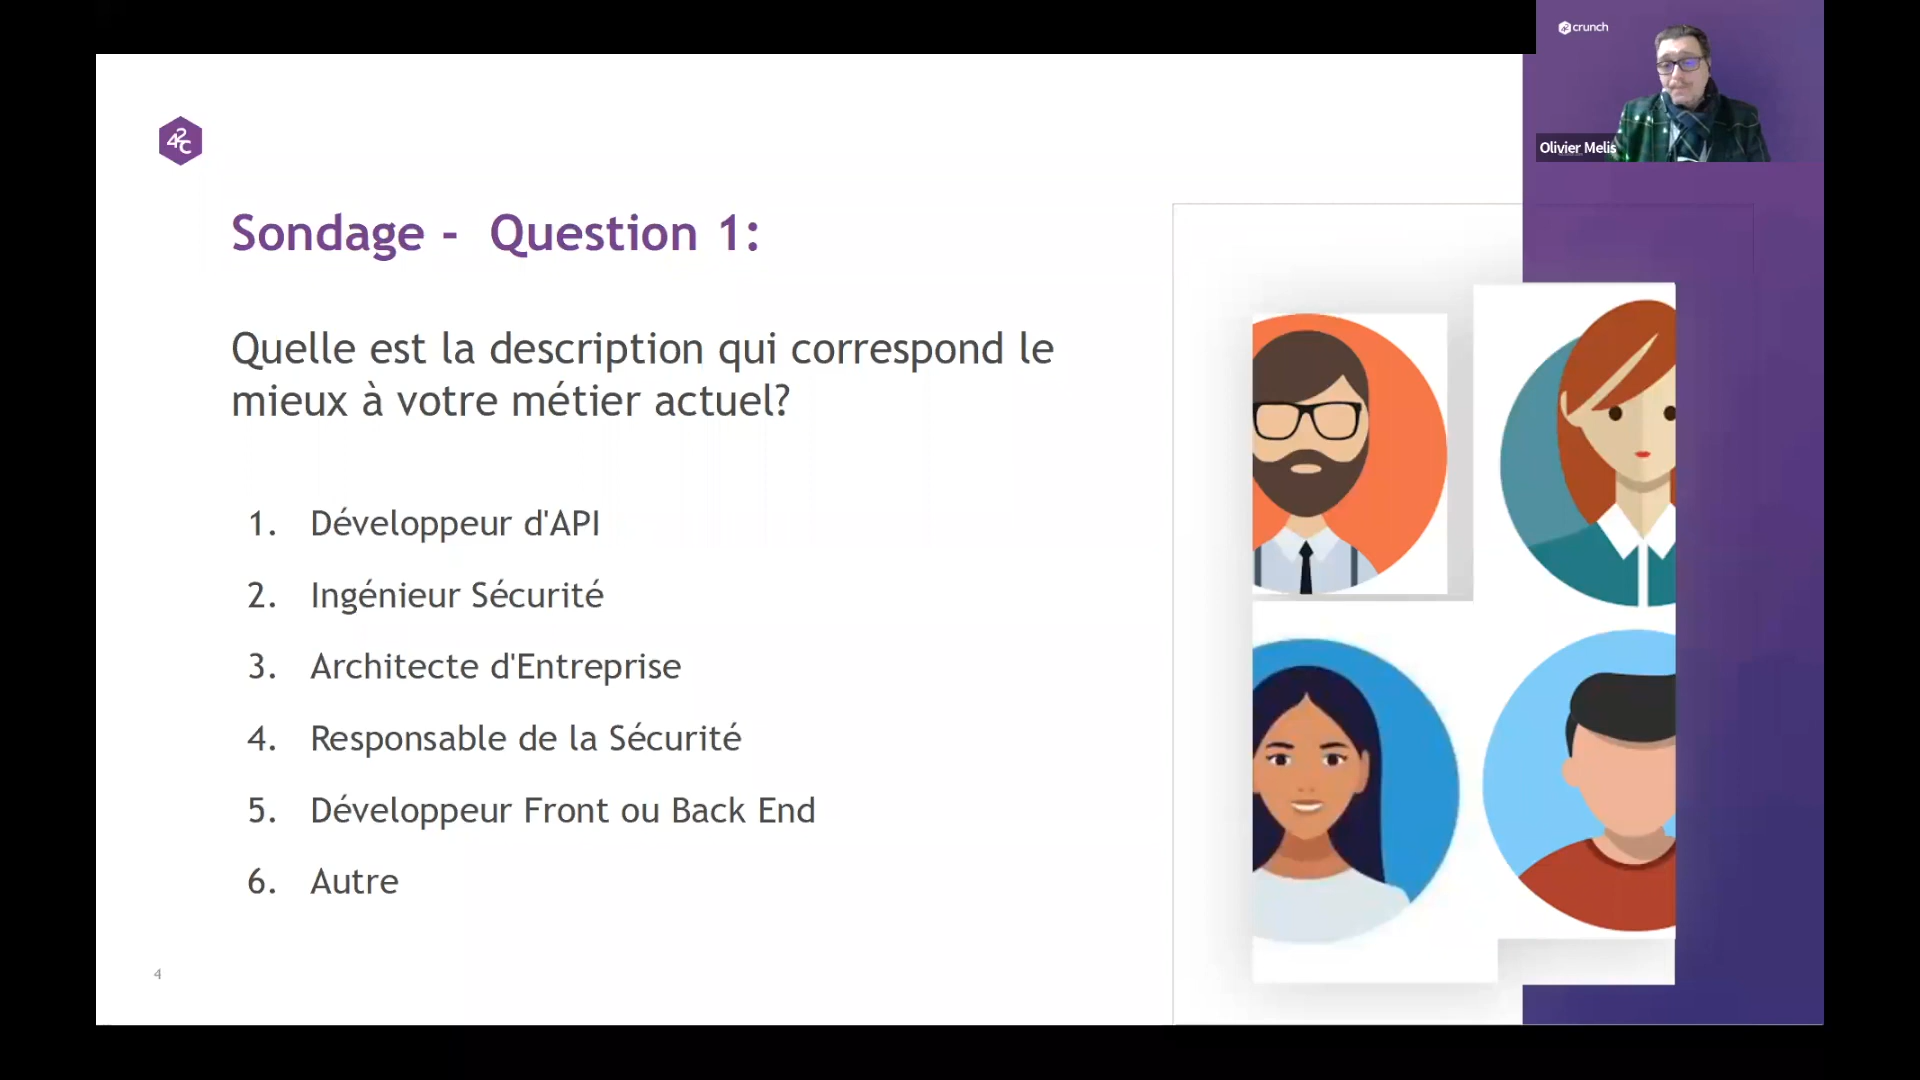 crunch
Olivier Melis
42c
Sondage - Question 1:
Quelle est la description qui correspond le
mieux à votre métier actuel?
1. Développeur d'API
2. Ingénieur Sécurité
3. Architecte d'Entreprise
4. Responsable de la Sécurité
5. Développeur Front ou Back End
6. Autre
4